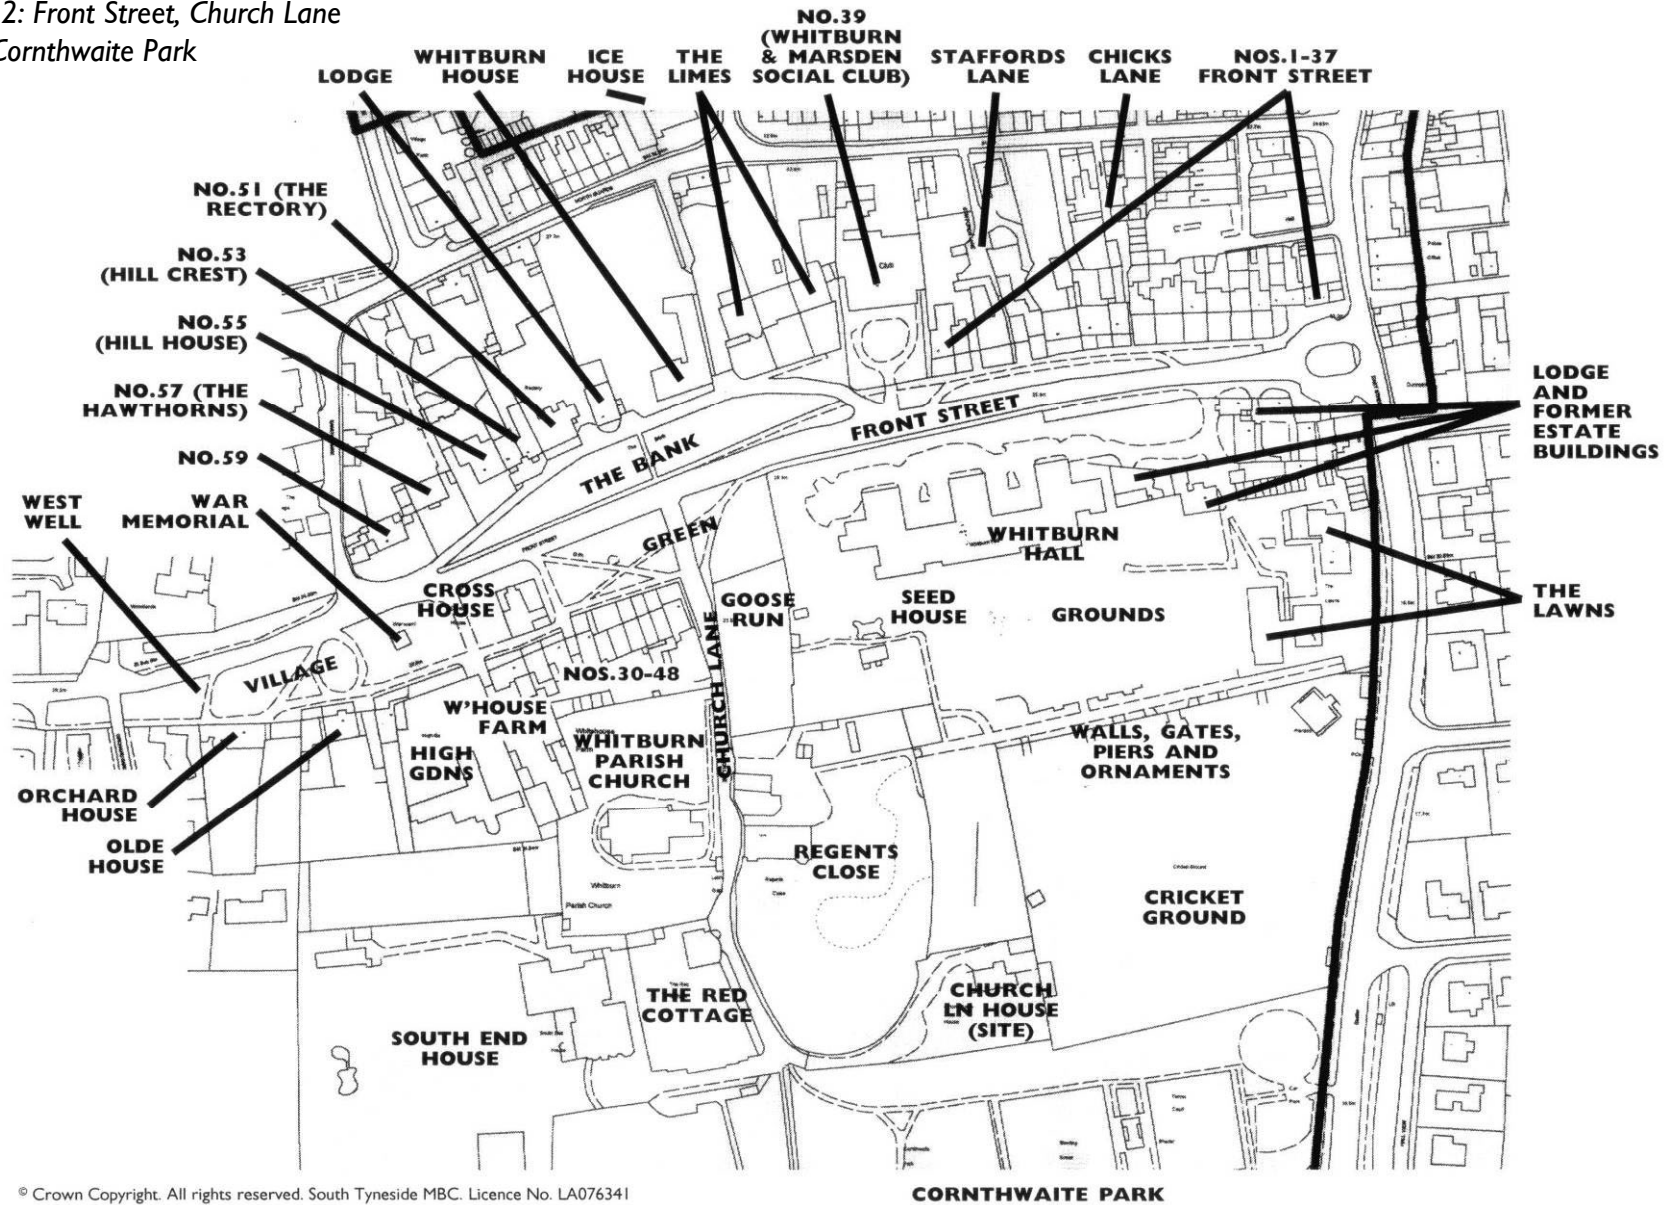 2: Front Street, Church Lane
Cornthwaite Park
LODGE
WHITBURN
HOUSE
ICE
HOUSE
THE
LIMES
NO.39
(WHITBURN
& MARSDEN
SOCIAL CLUB)
STAFFORDS
LANE
CHICKS
LANE
NOS.1-37
FRONT STREET
NO.51 (THE
RECTORY)
NO.53
(HILL CREST)
NO.55
(HILL HOUSE)
NO.57 (THE
HAWTHORNS)
NO.59
WEST
WELL
WAR
MEMORIAL
Club
THE BANK
FRONT STREET
LODGE
AND
FORMER
ESTATE
BUILDINGS
GREEN
WHITBURN
HALL
CROSS
HOUSE
GOOSE
RUN
SEED
HOUSE
GROUNDS
THE
LAWNS
VILLAGE
NOS.30-48
CHURCH LANE
W'HOUSE
FARM
HIGH
GDNS
WHITBURN
PARISH
CHURCH
WALLS, GATES,
PIERS AND
ORNAMENTS
ORCHARD
HOUSE
OLDE
HOUSE
REGENTS
CLOSE
Whitburn
Parish Church
Cricket Ground
CRICKET
GROUND
THE RED
COTTAGE
CHURCH
LN HOUSE
(SITE)
SOUTH END
HOUSE
© Crown Copyright. All rights reserved. South Tyneside MBC. Licence No. LA076341
CORNTHWAITE PARK